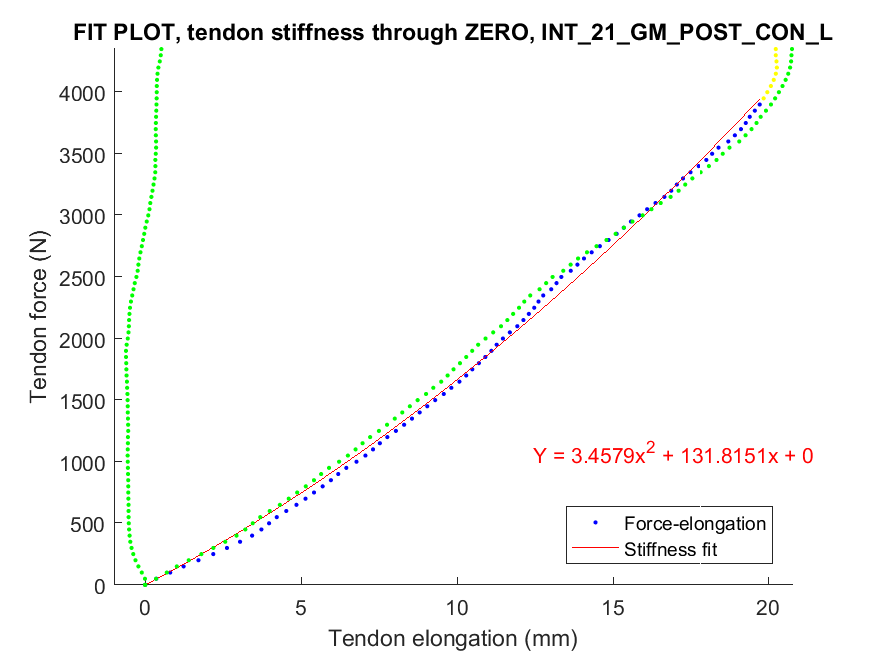 FIT PLOT, tendon stiffness through ZERO, INT_21_GM_POST_CON_L
Tendon force (N)
4000
3500
3000
2500
2000
1500
1000
500
0
Y = 3.4579x² + 131.8151x + 0
Force-elongation
Stiffness fit
0 5 10 15 20
Tendon elongation (mm)